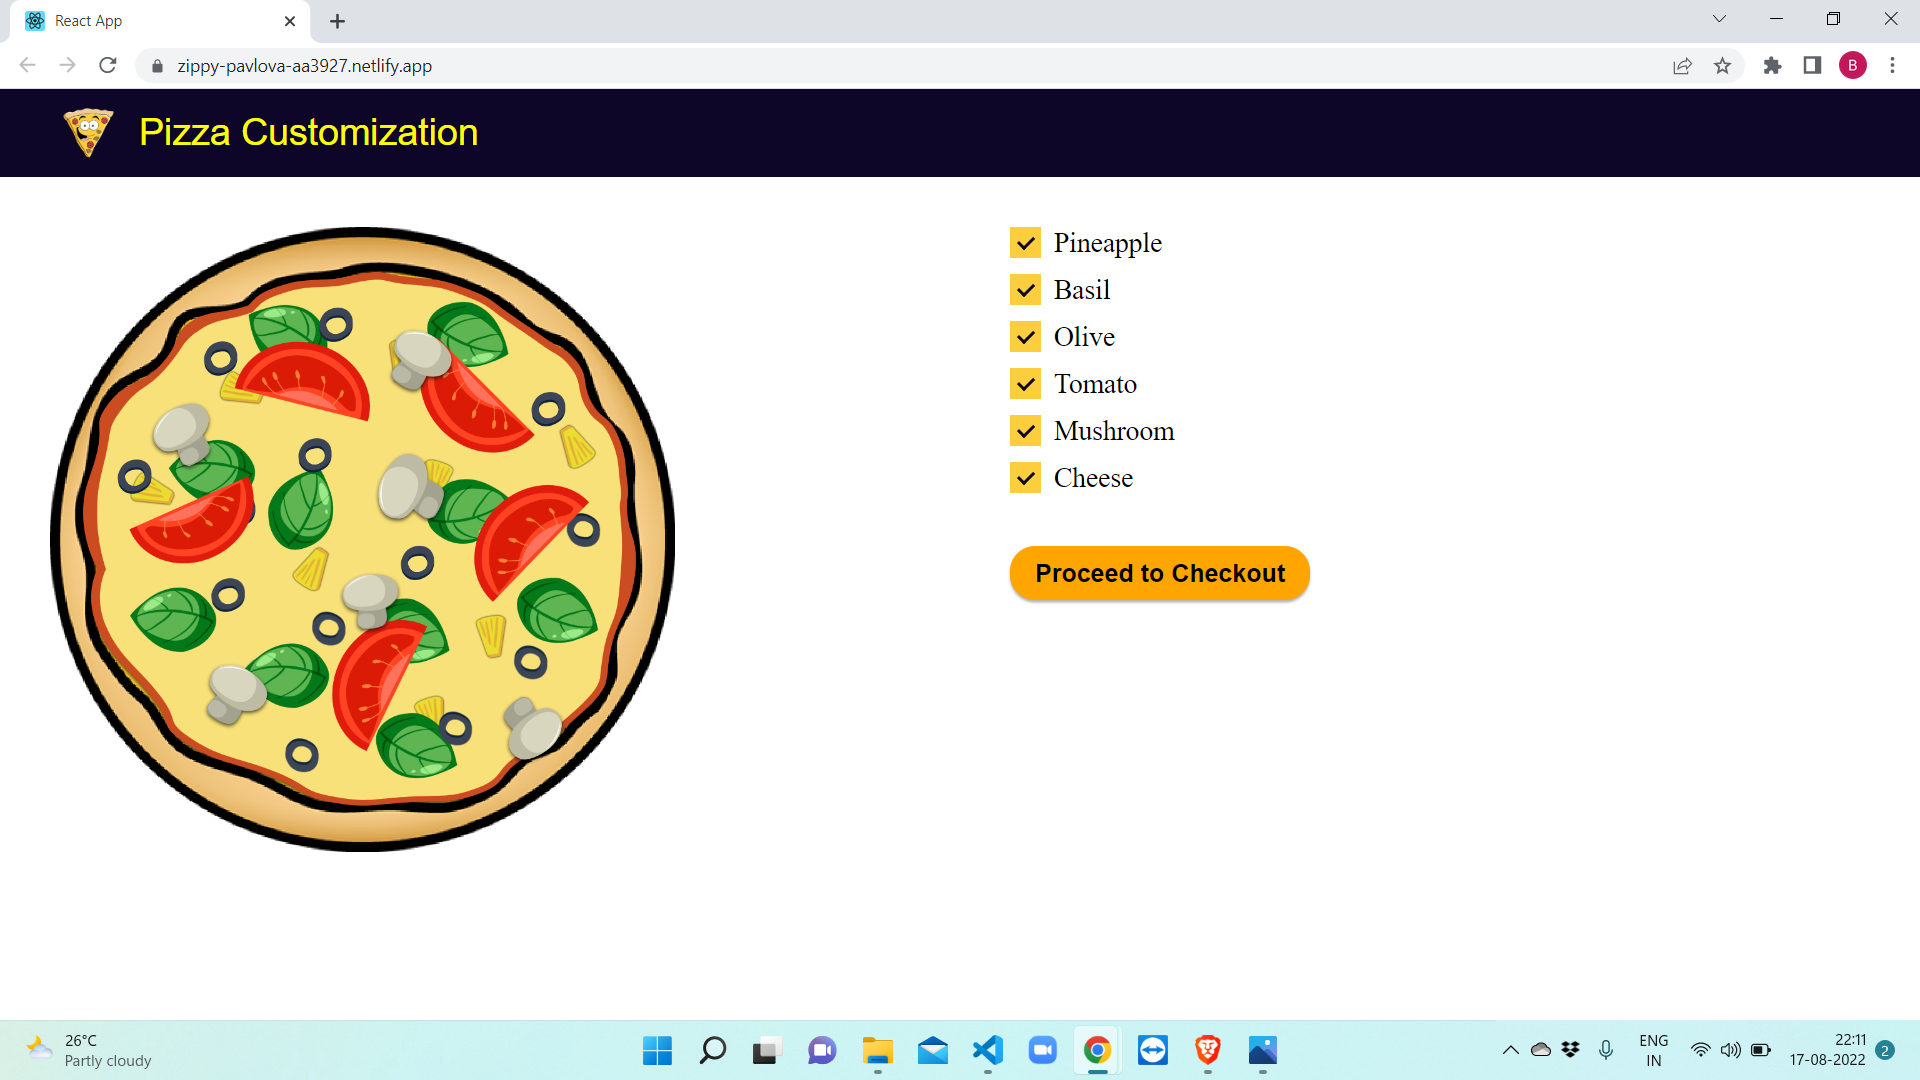 React App
zippy-pavlova-aa3927.netlify.app
B
Pizza Customization
Pineapple
Basil
Olive
Tomato
Mushroom
Cheese
Proceed to Checkout
26°C
Partly cloudy
ENG
IN
22:11
17-08-2022
2